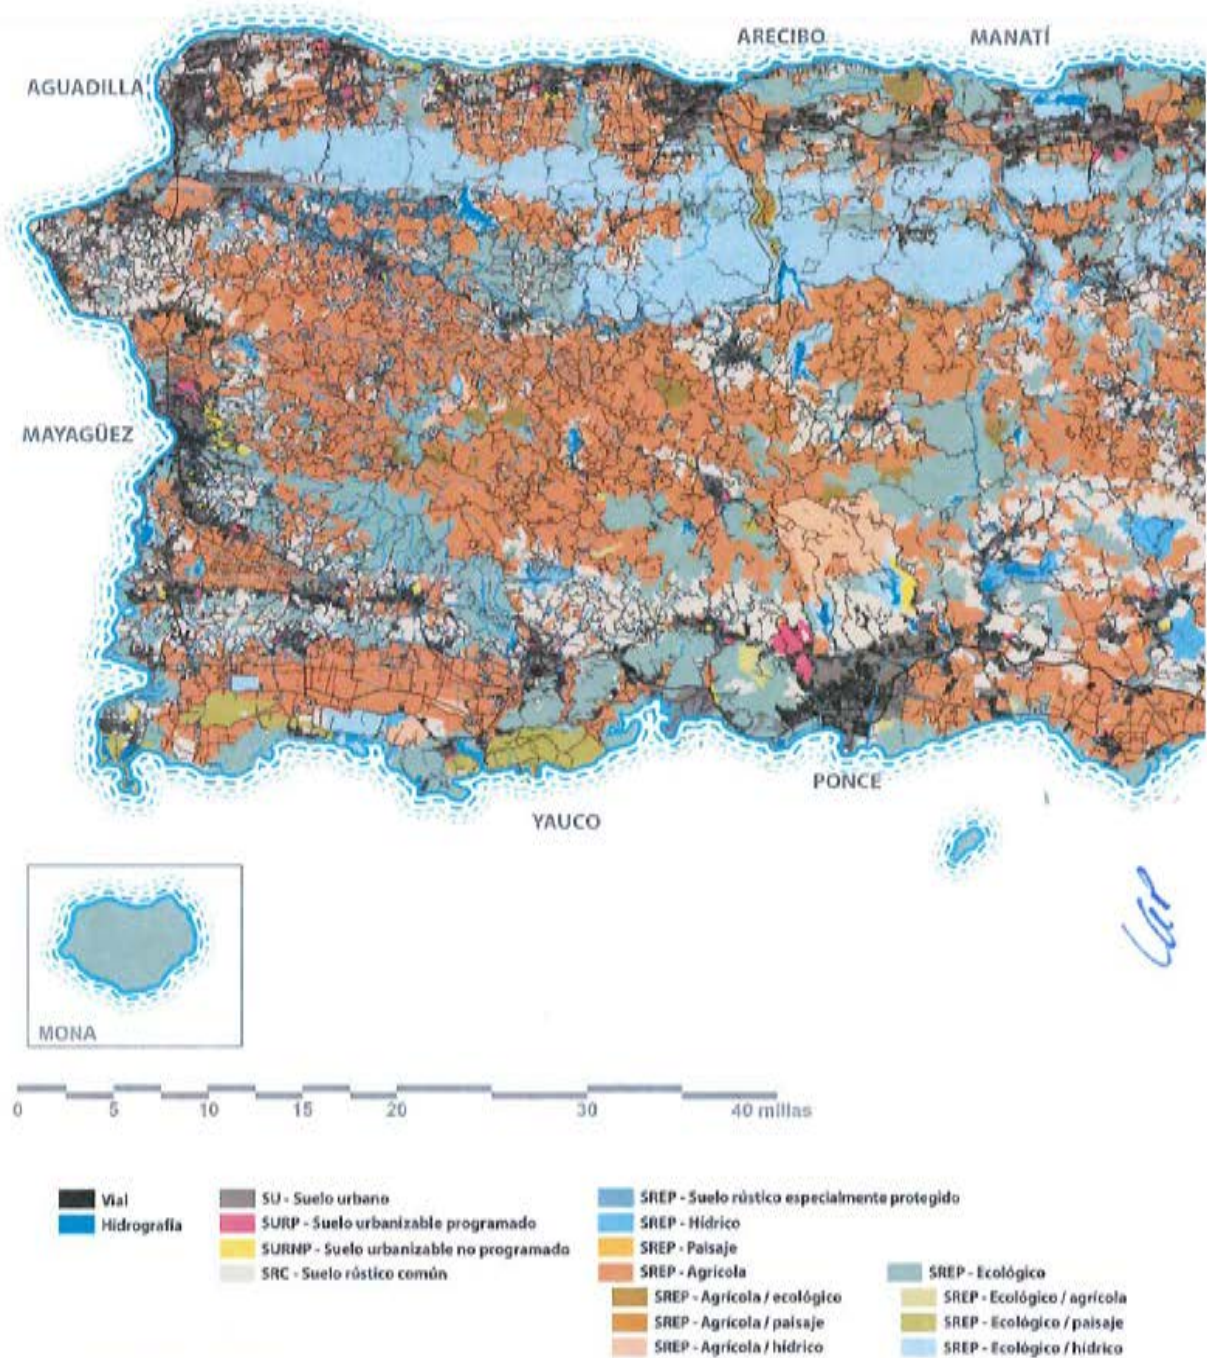 ARECIBO
MANATÍ
AGUADILLA
MAYAGÜEZ
PONCE
YAUCO
MONA
0 5 10 15 20 30 40 millas
Vial
Hidrografía
SU - Suelo urbano
SURP - Suelo urbanizable programado
SURNP - Suelo urbanizable no programado
SRC - Suelo rústico común
SREP - Suelo rústico especialmente protegido
SREP - Hídrico
SREP - Paisaje
SREP - Agrícola
SREP - Agrícola / ecológico
SREP - Agrícola / paisaje
SREP - Agrícola / hídrico
SREP - Ecológico
SREP - Ecológico / agrícola
SREP - Ecológico / paisaje
SREP - Ecológico / hídrico